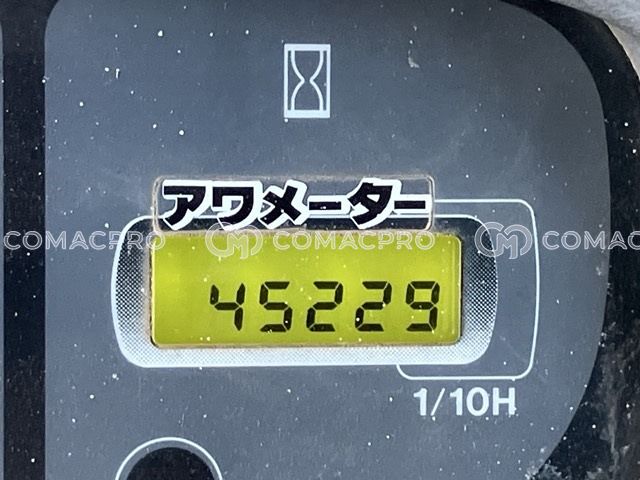 アワメーター
COMACPRO COMACPRO COMACPRO
45229
1/10H